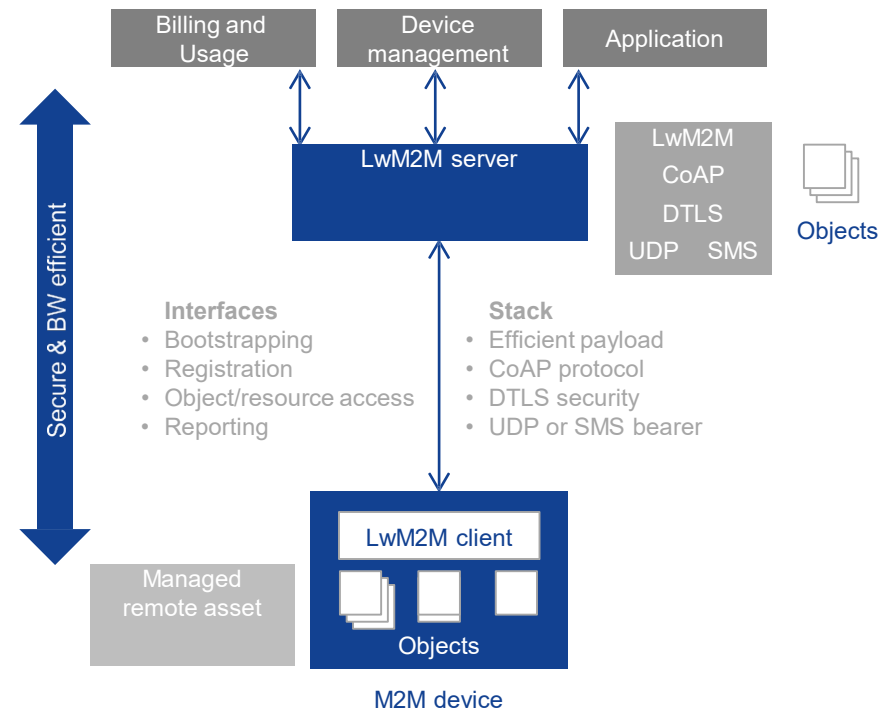 Billing and
Usage
Device
management
Application
LwM2M server
LwM2M
CoAP
DTLS
UDP SMS
Objects
Secure & BW efficient
Interfaces
• Bootstrapping
• Registration
• Object/resource access
• Reporting
Stack
• Efficient payload
• CoAP protocol
• DTLS security
• UDP or SMS bearer
LwM2M client
Objects
Managed
remote asset
M2M device